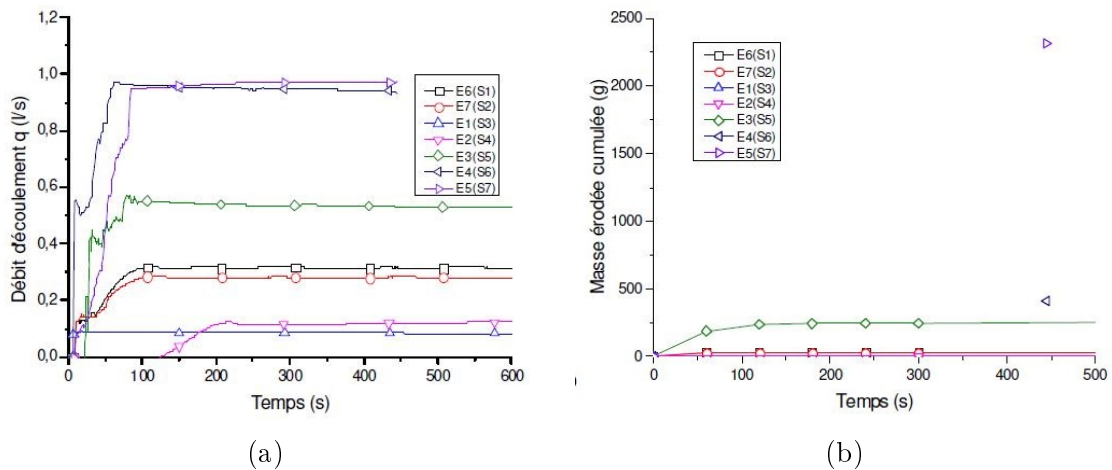 1,2
1,0
0,8
0,6
0,4
0,2
0,0
Débit d'écoulement q (l/s)
E6(S1)
E7(S2)
E1(S3)
E2(S4)
E3(S5)
E4(S6)
E5(S7)
0 100 200 300 400 500 600
Temps (s)
(a)
2500
2000
1500
1000
500
0
Masse érodée cumulée (g)
E6(S1)
E7(S2)
E1(S3)
E2(S4)
E3(S5)
E4(S6)
E5(S7)
0 100 200 300 400 500
Temps (s)
(b)